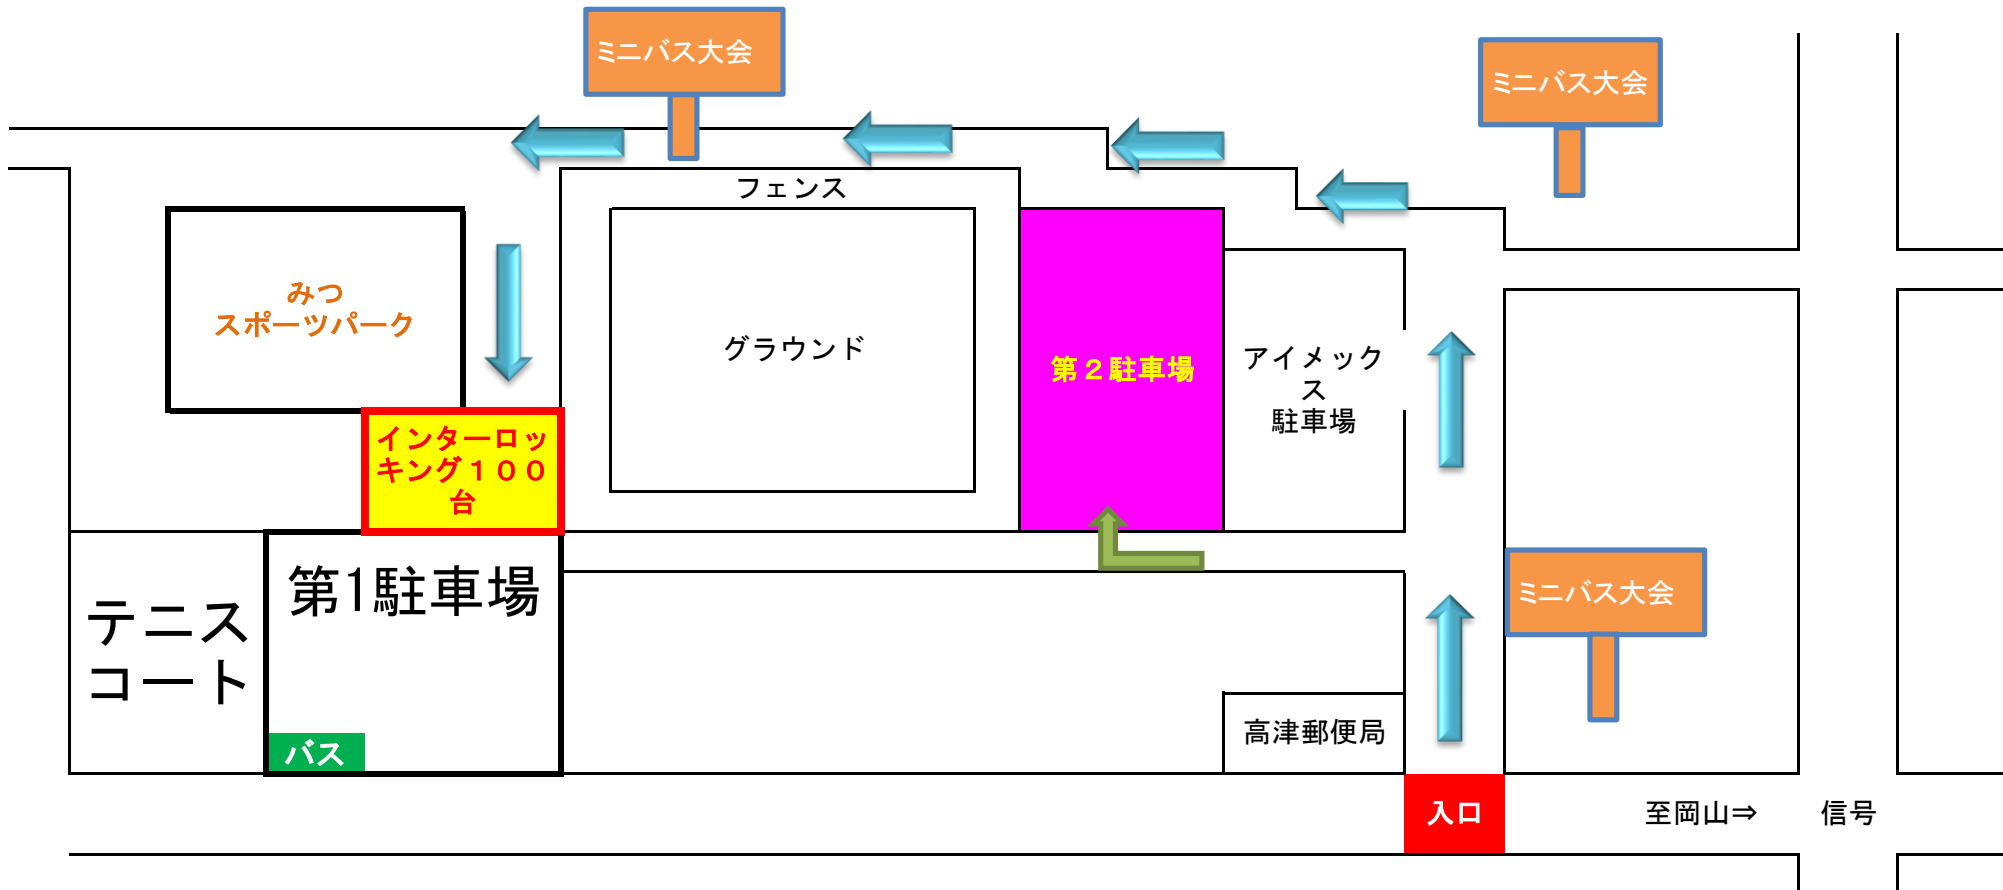 ミニバス大会
ミニバス大会
フェンス
みつ
スポーツパーク
グラウンド
第２駐車場
アイメック
ス
駐車場
インターロッ
キング１００
台
第1駐車場
テニス
コート
ミニバス大会
高津郵便局
バス
入口
至岡山⇒
信号